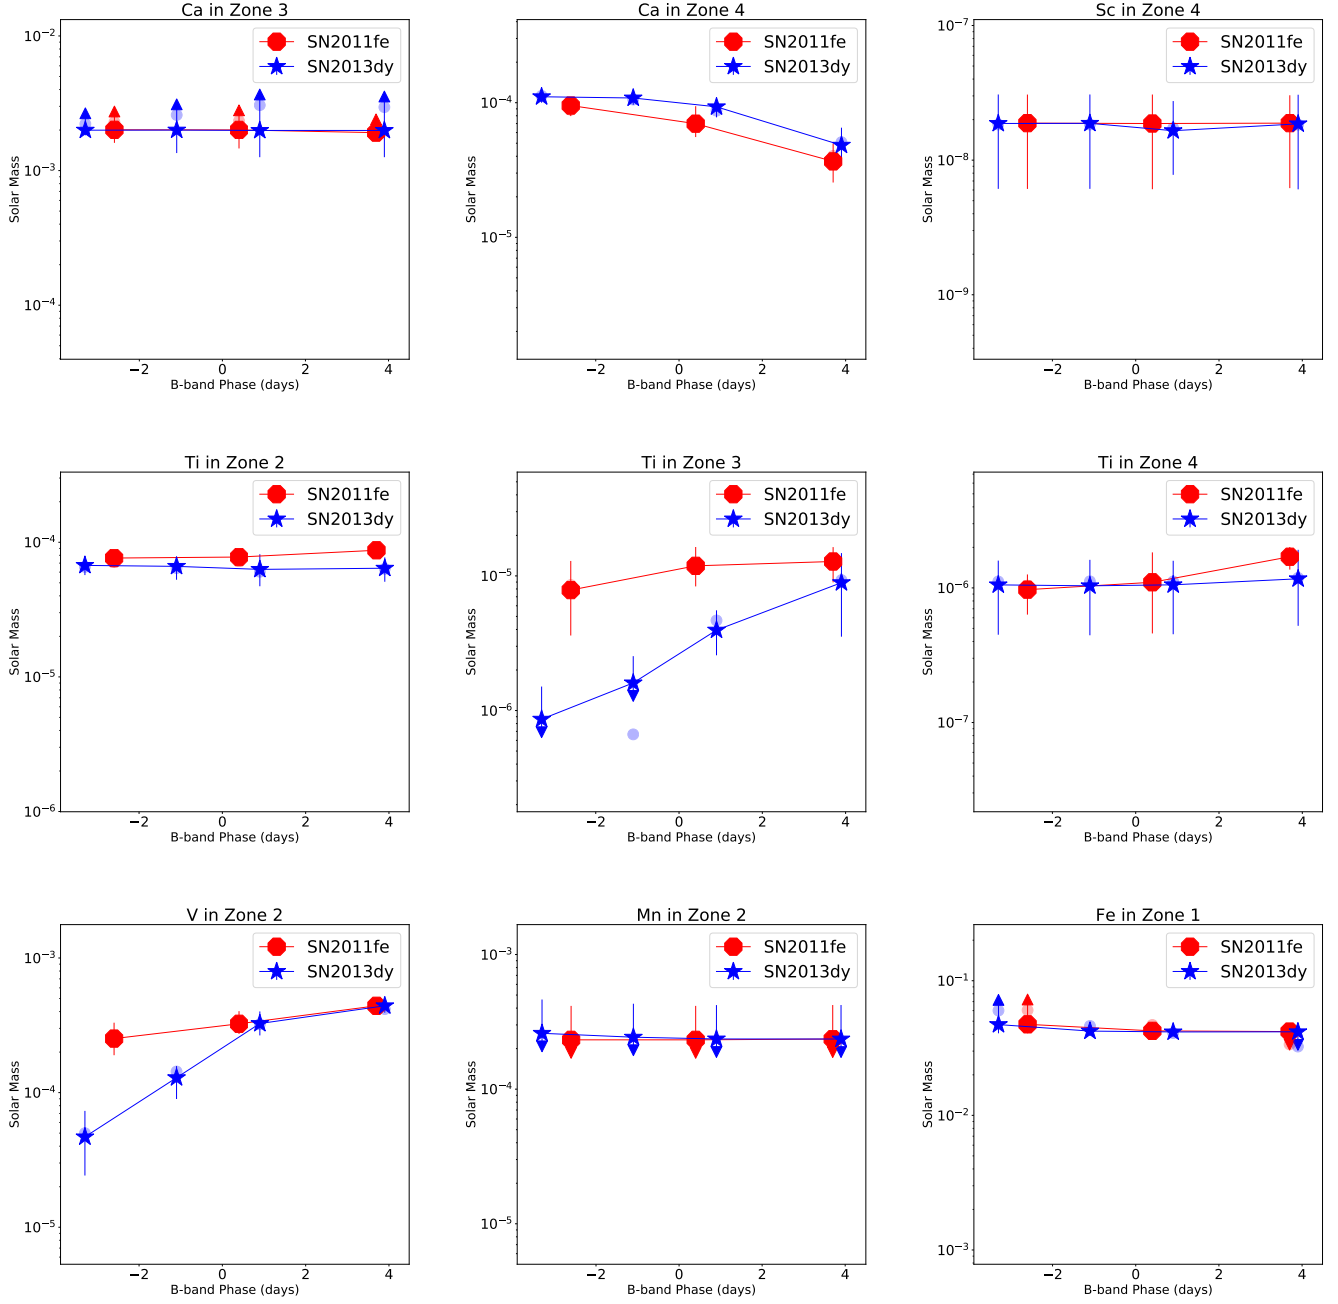 Ca in Zone 3
SN2011fe
SN2013dy
10⁻²
10⁻³
10⁻⁴
Solar Mass
−2 0 2 4
B-band Phase (days)
Ca in Zone 4
SN2011fe
SN2013dy
10⁻⁴
10⁻⁵
Solar Mass
−2 0 2 4
B-band Phase (days)
Sc in Zone 4
SN2011fe
SN2013dy
10⁻⁷
10⁻⁸
10⁻⁹
Solar Mass
−2 0 2 4
B-band Phase (days)
Ti in Zone 2
SN2011fe
SN2013dy
10⁻⁴
10⁻⁵
10⁻⁶
Solar Mass
−2 0 2 4
B-band Phase (days)
Ti in Zone 3
SN2011fe
SN2013dy
10⁻⁵
10⁻⁶
Solar Mass
−2 0 2 4
B-band Phase (days)
Ti in Zone 4
SN2011fe
SN2013dy
10⁻⁶
10⁻⁷
Solar Mass
−2 0 2 4
B-band Phase (days)
V in Zone 2
SN2011fe
SN2013dy
10⁻³
10⁻⁴
10⁻⁵
Solar Mass
−2 0 2 4
B-band Phase (days)
Mn in Zone 2
SN2011fe
SN2013dy
10⁻³
10⁻⁴
10⁻⁵
Solar Mass
−2 0 2 4
B-band Phase (days)
Fe in Zone 1
SN2011fe
SN2013dy
10⁻¹
10⁻²
10⁻³
Solar Mass
−2 0 2 4
B-band Phase (days)